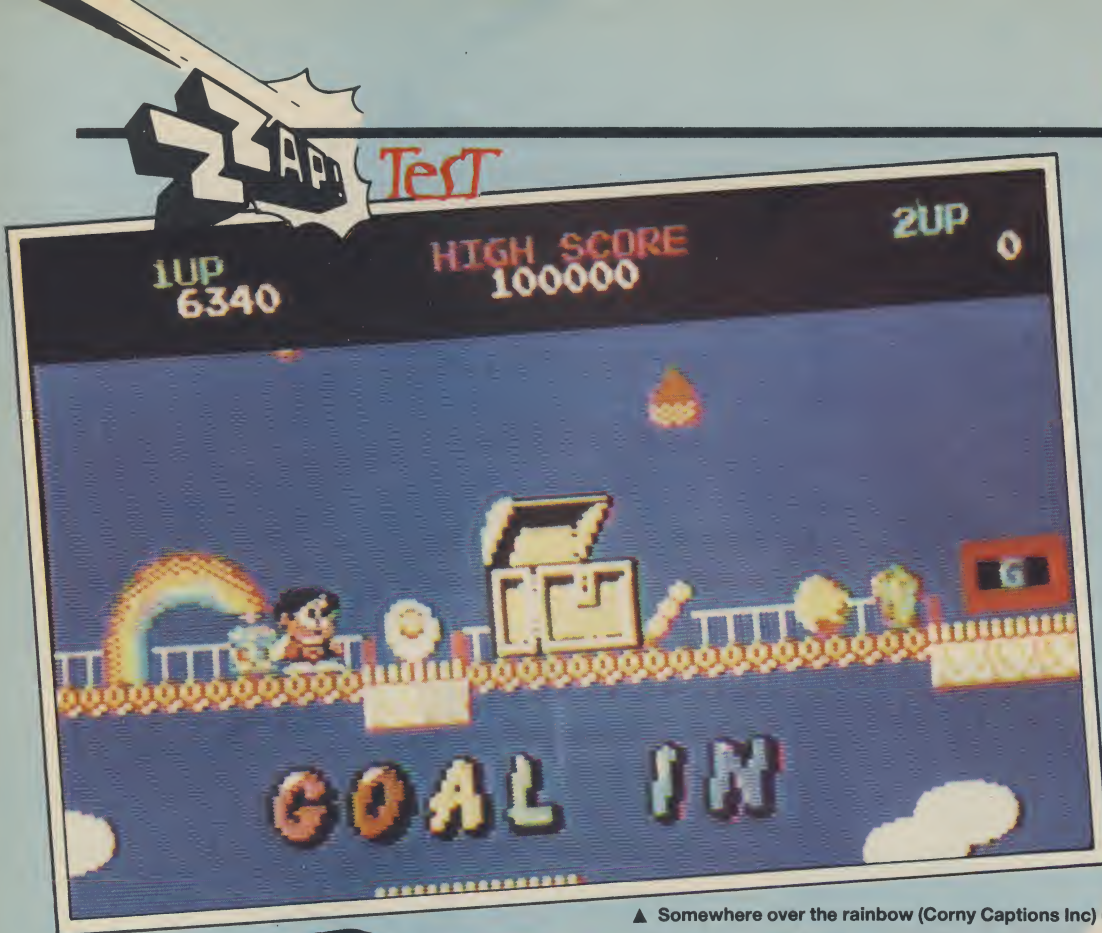 ZZAP! Test
1UP HIGH SCORE 2UP
6340 100000 0
G
GOAL IN
▲ Somewhere over the rainbow (Corny Captions Inc)